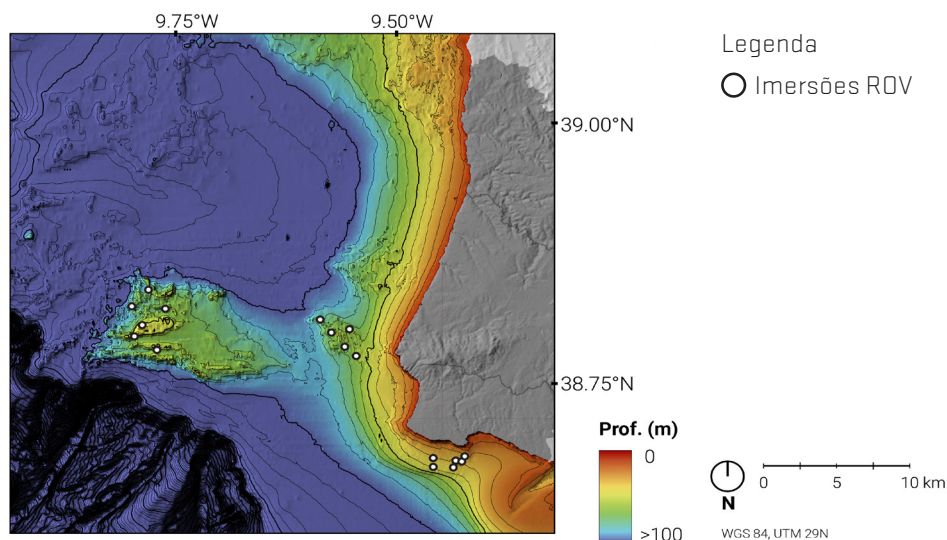 9.75°W 9.50°W
Legenda
Imersões ROV
39.00°N
38.75°N
Prof. (m)
0
>100
N
0 5 10 km
WGS 84, UTM 29N